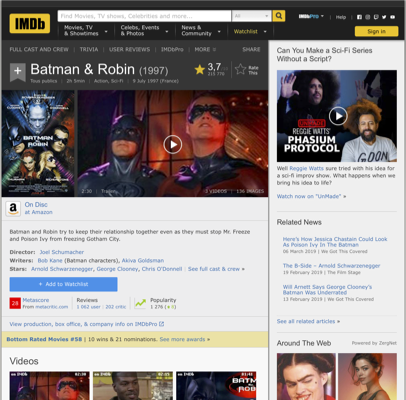 IMDb
Find Movies, TV shows, Celebrities and more...
All
IMDbPro
Help
Movies, TV
& Showtimes
Celebs, Events
& Photos
News &
Community
Watchlist
Sign in
FULL CAST AND CREW | TRIVIA | USER REVIEWS | IMDbPro | MORE
SHARE
Batman & Robin (1997)
Tous publics | 2h 5min | Action, Sci-Fi | 9 July 1997 (France)
3,7
Rate
This
BATMAN
& ROBIN
2:30 | Trailer
3 VIDEOS | 136 IMAGES
On Disc
at Amazon
Batman and Robin try to keep their relationship together even as they must stop Mr. Freeze
and Poison Ivy from freezing Gotham City.
Director: Joel Schumacher
Writers: Bob Kane (Batman characters), Akiva Goldsman
Stars: Arnold Schwarzenegger, George Clooney, Chris O'Donnell | See full cast & crew »
+ Add to Watchlist
28
Metascore
From metacritic.com
Reviews
1 062 user | 202 critic
Popularity
View production, box office, & company info on IMDbPro
Bottom Rated Movies #58 | 10 wins & 21 nominations. See more awards »
Videos
Can You Make a Sci-Fi Series
Without a Script?
REGGIE WATTS'
PHASIUM
PROTOCOL
Well Reggie Watts sure tried with his idea for
a sci-fi improv show. What happens when we
bring his idea to life?
Watch now on "UnMade" »
Related News
Here's How Jessica Chastain Could Look
As Poison Ivy In The Batman
06 March 2019 | We Got This Covered
The B-Side – Arnold Schwarzenegger
19 February 2019 | The Film Stage
Will Arnett Says George Clooney's
Batman Was Underrated
13 February 2019 | We Got This Covered
See all related articles »
Around The Web
Powered by ZergNet